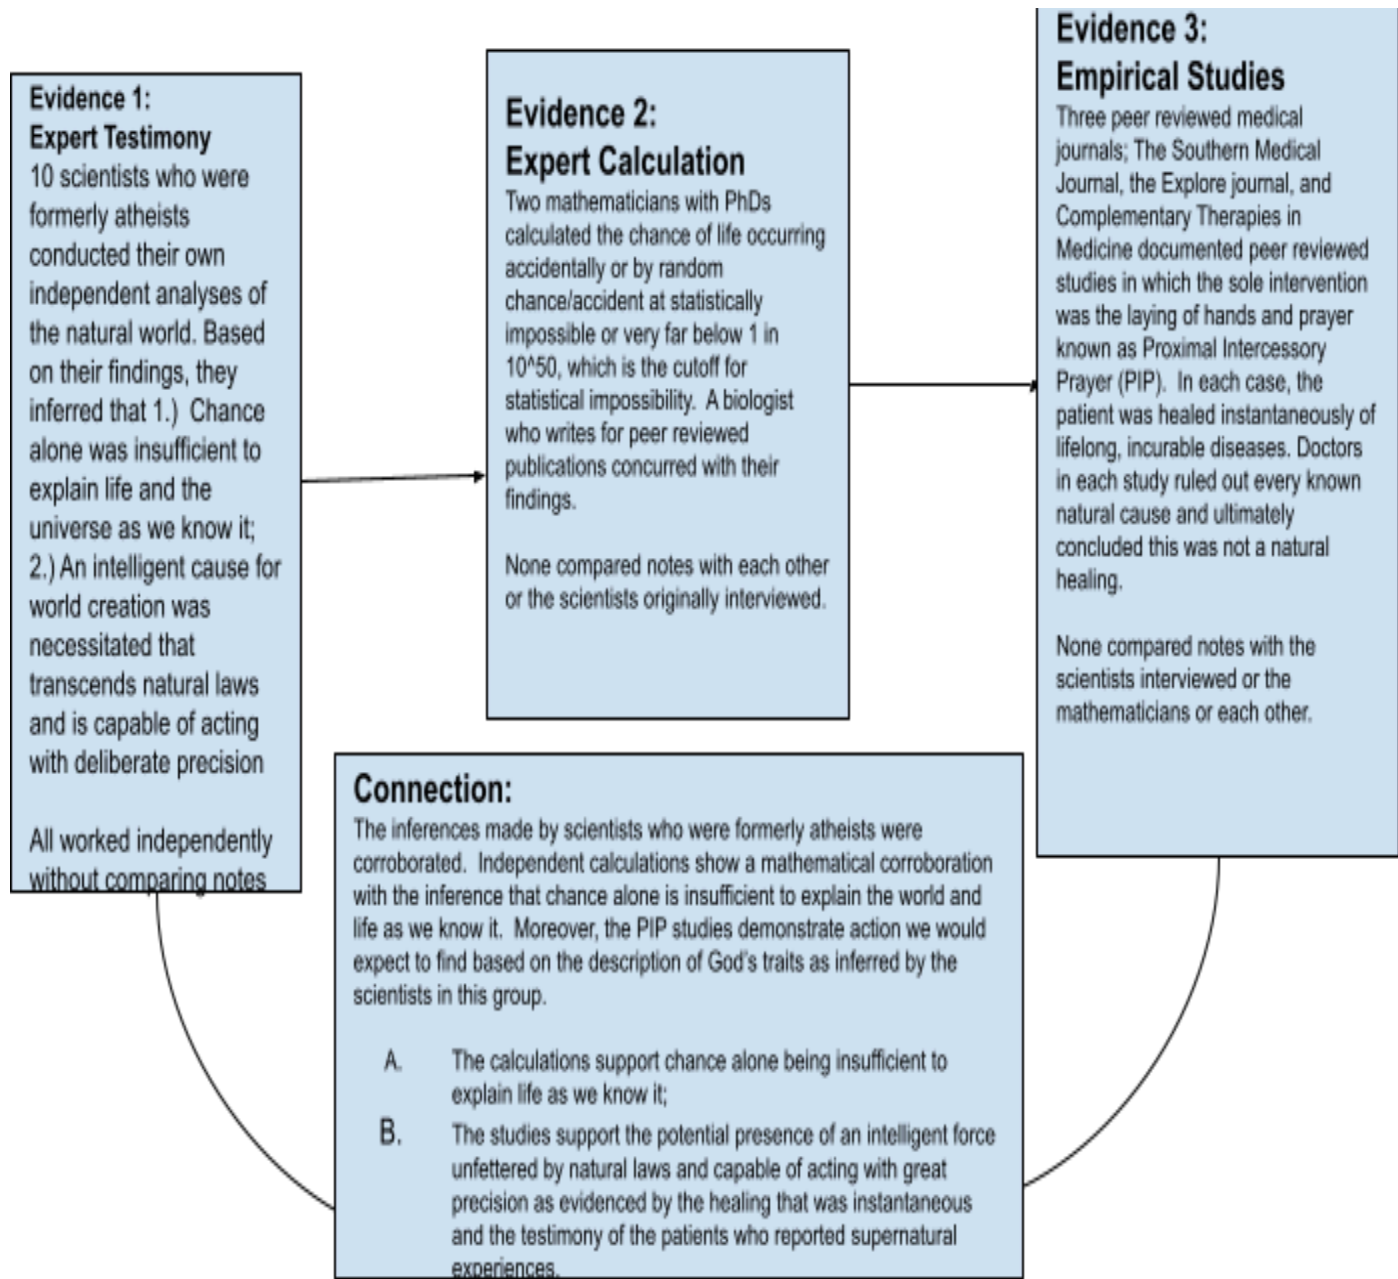 Evidence 1:
Expert Testimony
10 scientists who were
formerly atheists
conducted their own
independent analyses of
the natural world. Based
on their findings, they
inferred that 1.)  Chance
alone was insufficient to
explain life and the
universe as we know it;
2.) An intelligent cause for
world creation was
necessitated that
transcends natural laws
and is capable of acting
with deliberate precision
All worked independently
without comparing notes
Evidence 2:
Expert Calculation
Two mathematicians with PhDs
calculated the chance of life occurring
accidentally or by random
chance/accident at statistically
impossible or very far below 1 in
10^50, which is the cutoff for
statistical impossibility.  A biologist
who writes for peer reviewed
publications concurred with their
findings.
None compared notes with each other
or the scientists originally interviewed.
Evidence 3:
Empirical Studies
Three peer reviewed medical
journals; The Southern Medical
Journal, the Explore journal, and
Complementary Therapies in
Medicine documented peer reviewed
studies in which the sole intervention
was the laying of hands and prayer
known as Proximal Intercessory
Prayer (PIP).  In each case, the
patient was healed instantaneously of
lifelong, incurable diseases. Doctors
in each study ruled out every known
natural cause and ultimately
concluded this was not a natural
healing.
None compared notes with the
scientists interviewed or the
mathematicians or each other.
Connection:
The inferences made by scientists who were formerly atheists were
corroborated.  Independent calculations show a mathematical corroboration
with the inference that chance alone is insufficient to explain the world and
life as we know it.  Moreover, the PIP studies demonstrate action we would
expect to find based on the description of God's traits as inferred by the
scientists in this group.
A. The calculations support chance alone being insufficient to
explain life as we know it;
B. The studies support the potential presence of an intelligent force
unfettered by natural laws and capable of acting with great
precision as evidenced by the healing that was instantaneous
and the testimony of the patients who reported supernatural
experiences.